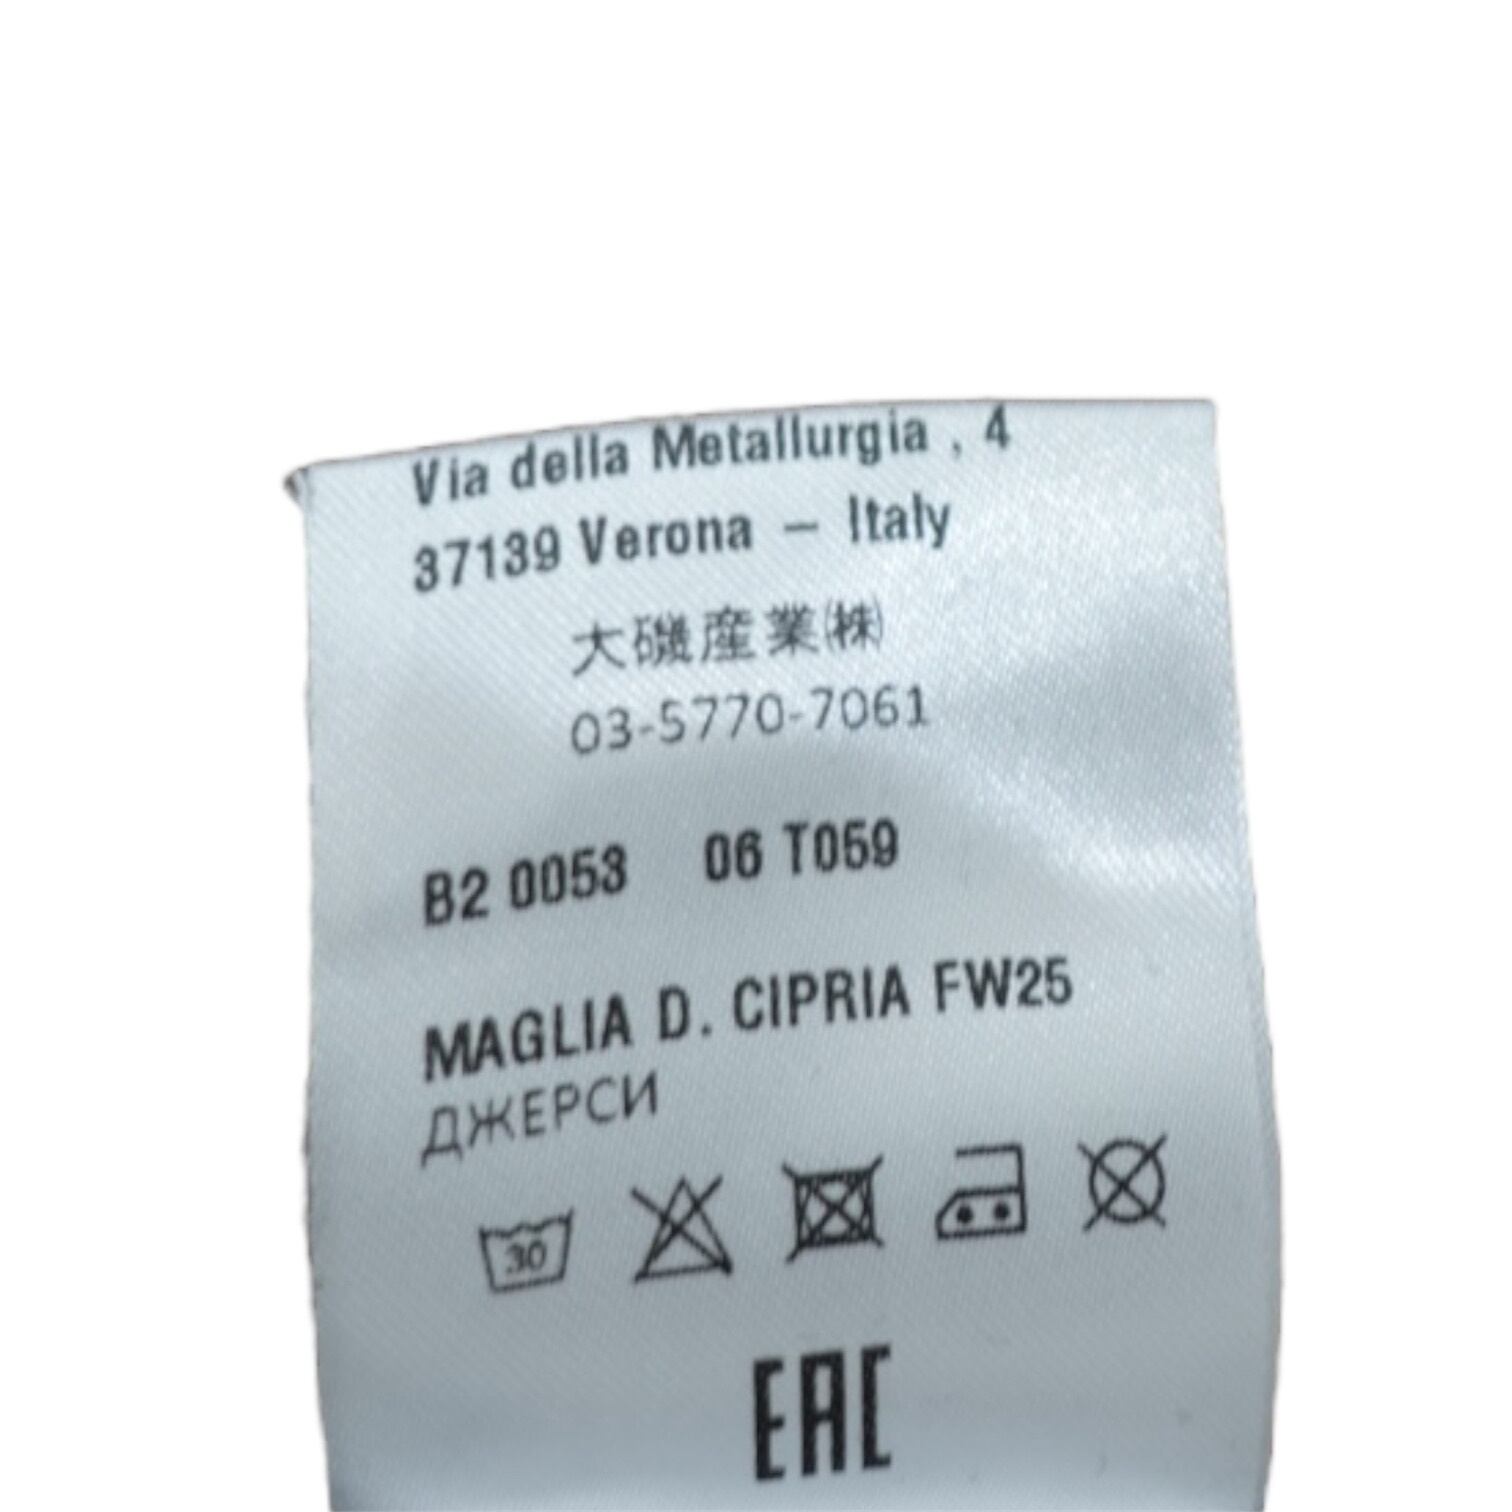 Via della Metallurgia , 4
37139 Verona – Italy
大磯産業㈱
03-5770-7061
B2 0053 06 T059
MAGLIA D. CIPRIA FW25
ДЖЕРСИ
30
EAC